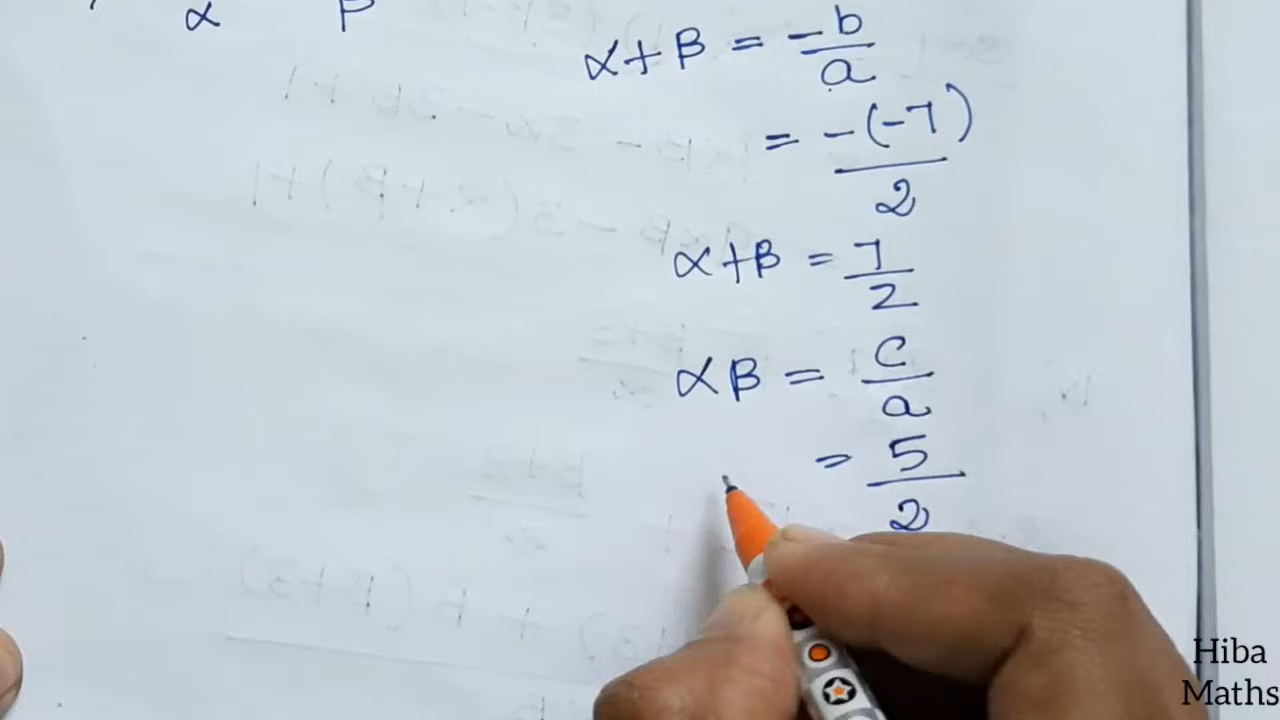 α β
α+β = -b/a
= -(-7)/2
α+β = 7/2
αβ = c/a
= 5/2
Hiba
Maths